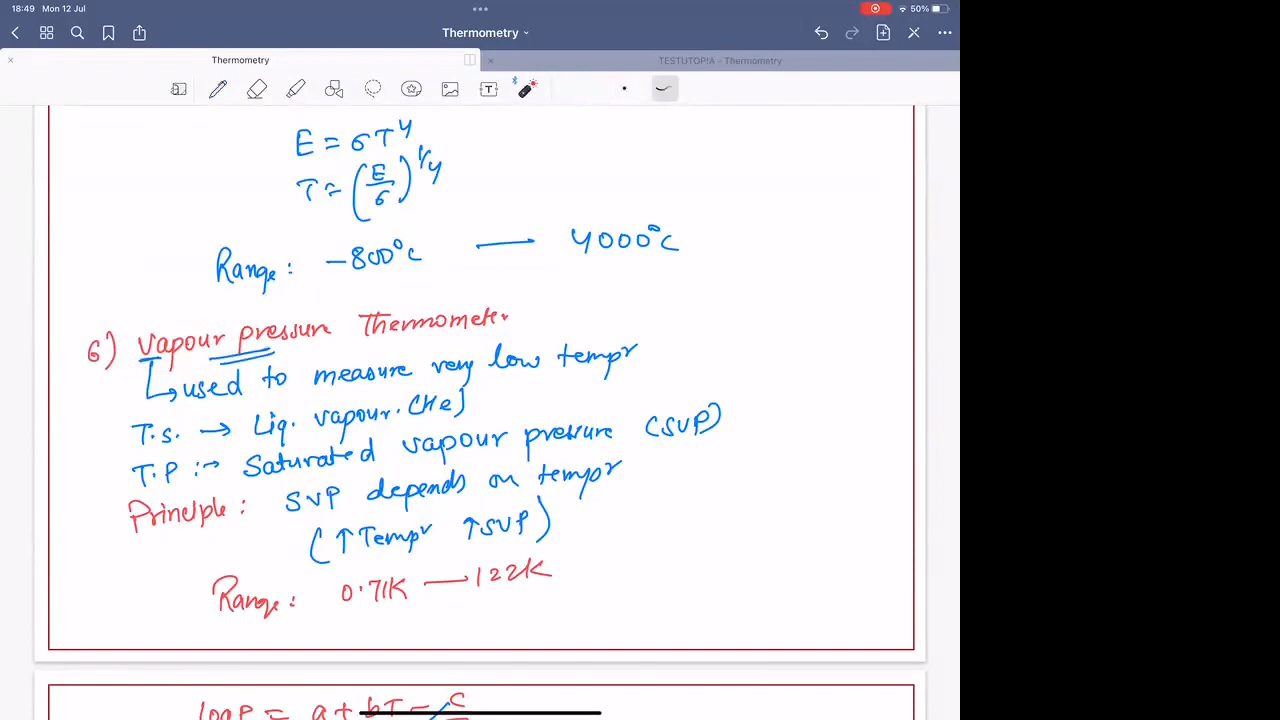 18:49 Mon 12 Jul
50%
Thermometry
Thermometry
TESTUTOPIA - Thermometry
T
E = σT⁴
T = (E/σ)^1/4
Range: -800°C — 4000°C
6) Vapour pressure Thermometer
↳ used to measure very low tempr
T.S. → Liq. vapour. (He)
T.P :→ Saturated vapour pressure (SVP)
Principle: SVP depends on tempr
(↑Tempr ↑SVP)
Range: 0.71K — 122K
log P = a + bT - c